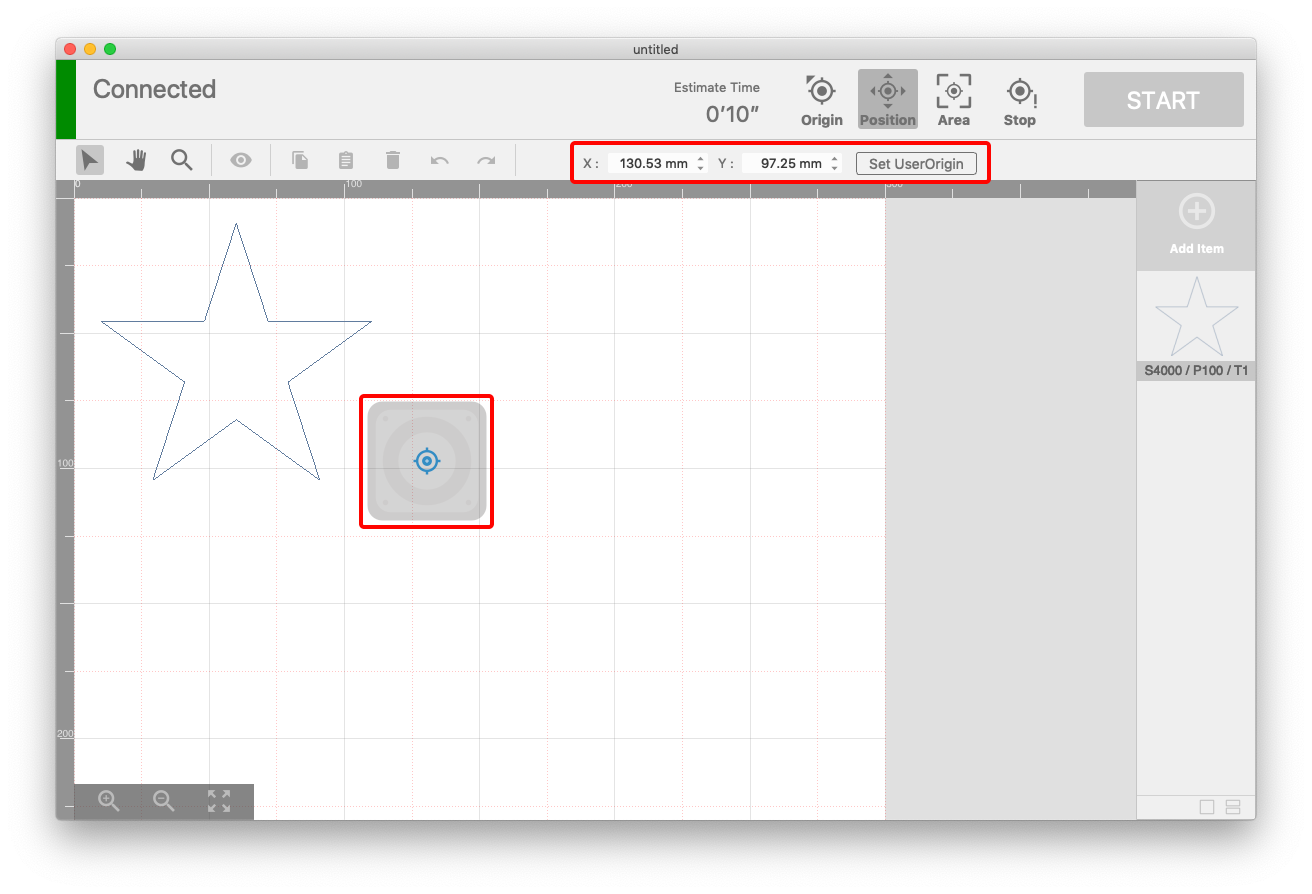 untitled
Connected
Estimate Time
0’10”
Origin
Position
Area
Stop
START
X :
130.53 mm
Y :
97.25 mm
Set UserOrigin
0
100
200
300
Add Item
S4000 / P100 / T1
100
200